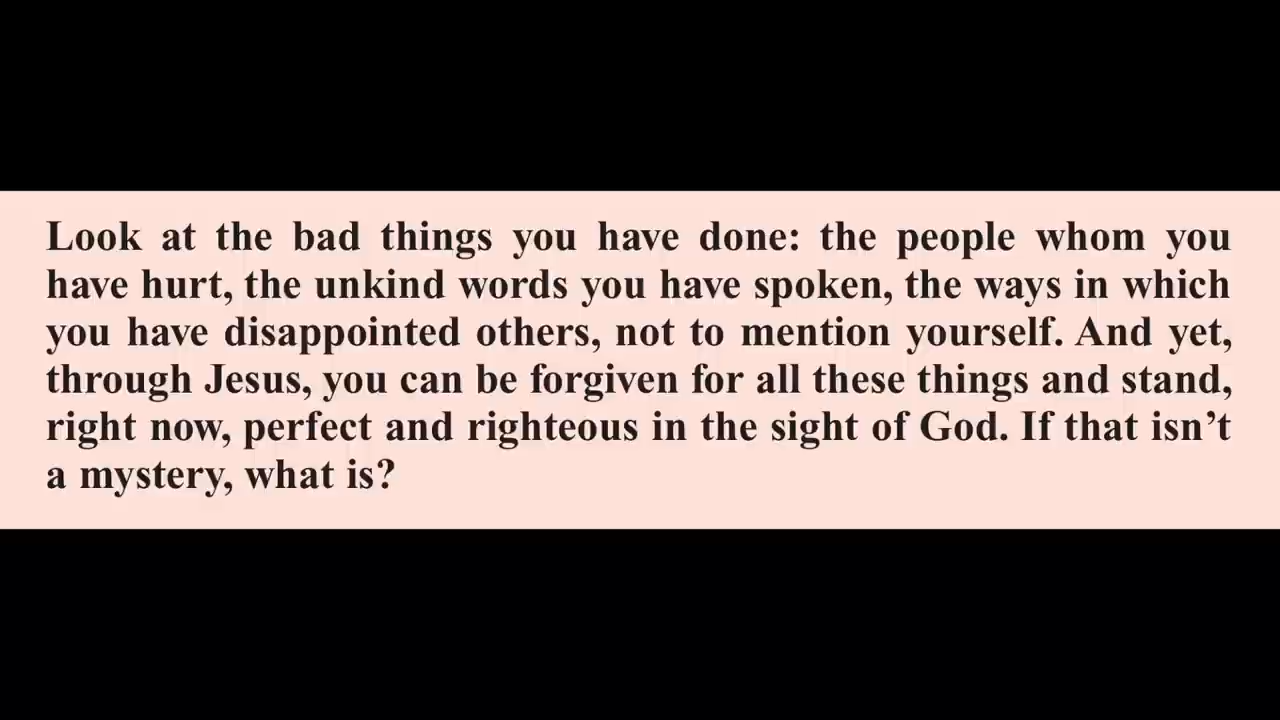 Look at the bad things you have done: the people whom you
have hurt, the unkind words you have spoken, the ways in which
you have disappointed others, not to mention yourself. And yet,
through Jesus, you can be forgiven for all these things and stand,
right now, perfect and righteous in the sight of God. If that isn’t
a mystery, what is?